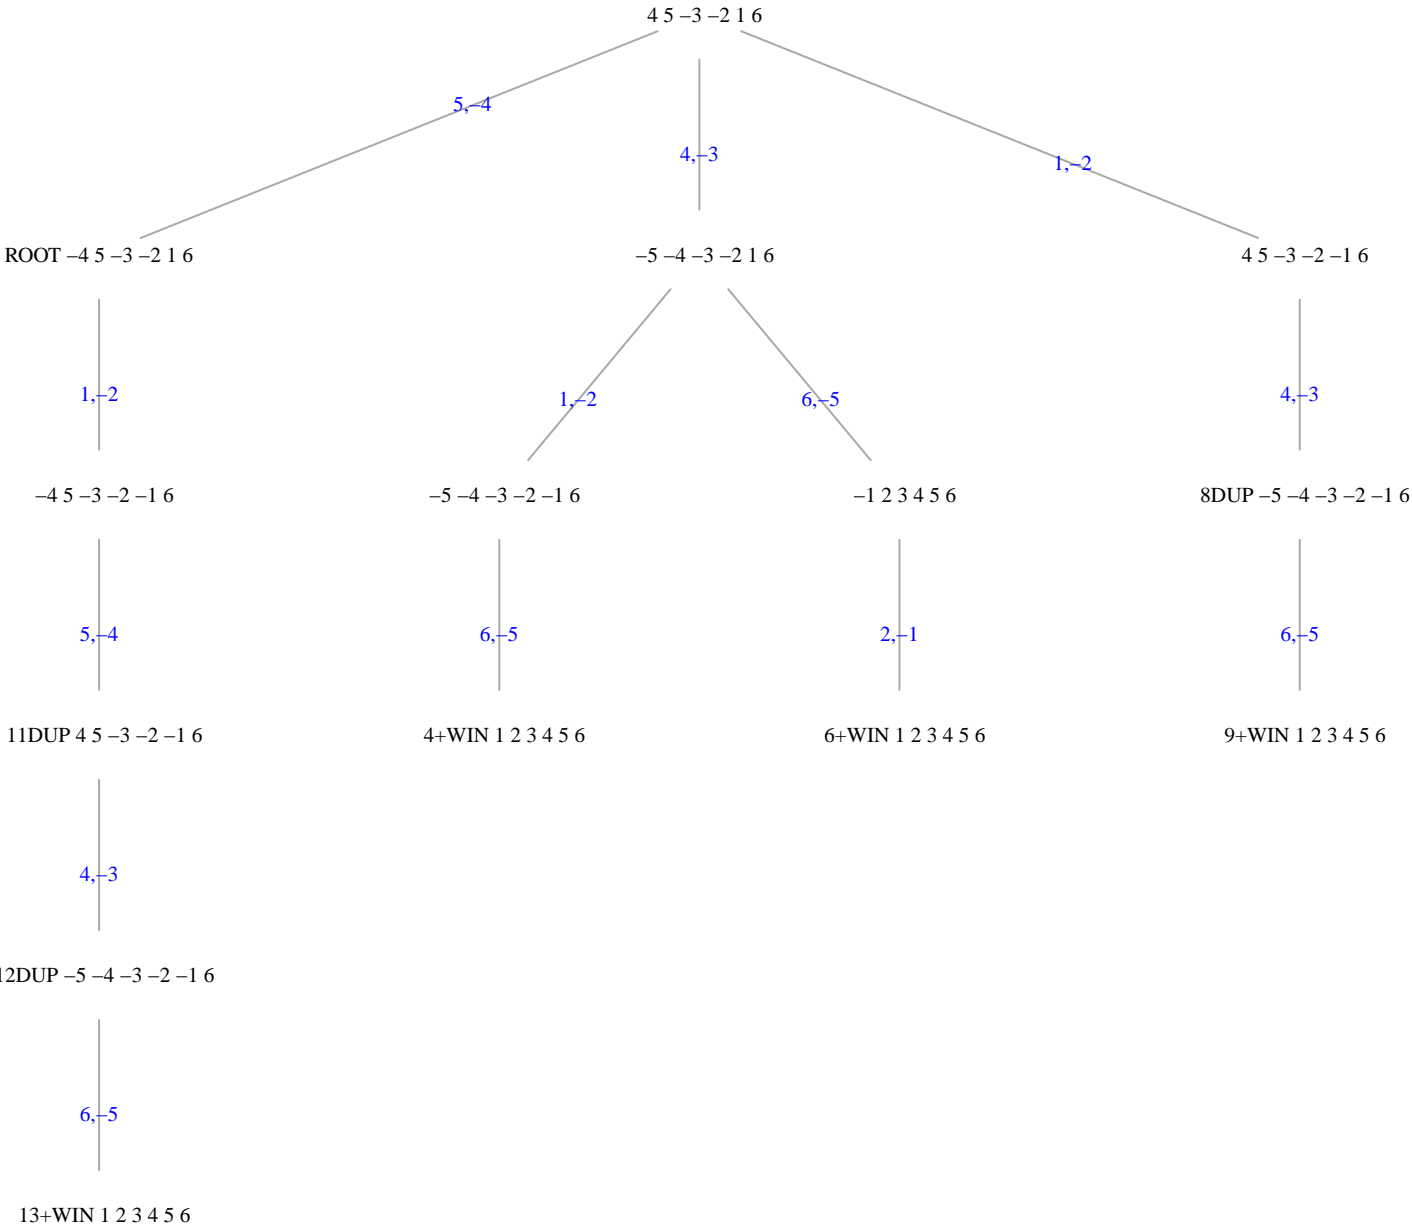 4 5 –3 –2 1 6
5,–4
4,–3
1,–2
ROOT –4 5 –3 –2 1 6
–5 –4 –3 –2 1 6
4 5 –3 –2 –1 6
1,–2
1,–2
6,–5
4,–3
–4 5 –3 –2 –1 6
–5 –4 –3 –2 –1 6
–1 2 3 4 5 6
8DUP –5 –4 –3 –2 –1 6
5,–4
6,–5
2,–1
6,–5
11DUP 4 5 –3 –2 –1 6
4+WIN 1 2 3 4 5 6
6+WIN 1 2 3 4 5 6
9+WIN 1 2 3 4 5 6
4,–3
12DUP –5 –4 –3 –2 –1 6
6,–5
13+WIN 1 2 3 4 5 6